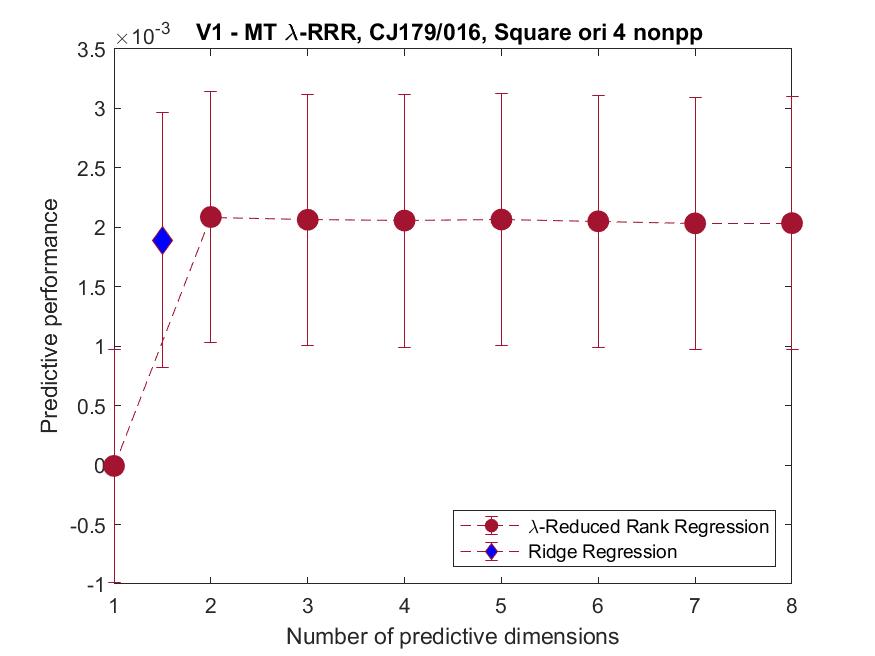 V1 - MT λ-RRR, CJ179/016, Square ori 4 nonpp
×10-3
3.5
3
2.5
2
1.5
1
0.5
0
-0.5
-1
Predictive performance
1 2 3 4 5 6 7 8
Number of predictive dimensions
λ-Reduced Rank Regression
Ridge Regression